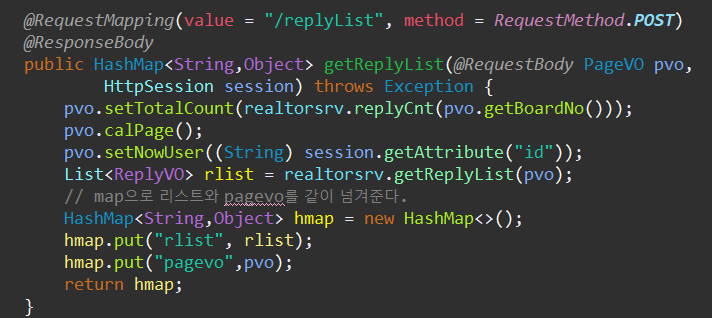 @RequestMapping(value = "/replyList", method = RequestMethod.POST)
@ResponseBody
public HashMap<String,Object> getReplyList(@RequestBody PageVO pvo,
HttpSession session) throws Exception {
pvo.setTotalCount(realtorsrv.replyCnt(pvo.getBoardNo()));
pvo.calPage();
pvo.setNowUser((String) session.getAttribute("id"));
List<ReplyVO> rlist = realtorsrv.getReplyList(pvo);
// map으로 리스트와 pagevo를 같이 넘겨준다.
HashMap<String,Object> hmap = new HashMap<>();
hmap.put("rlist", rlist);
hmap.put("pagevo",pvo);
return hmap;
}